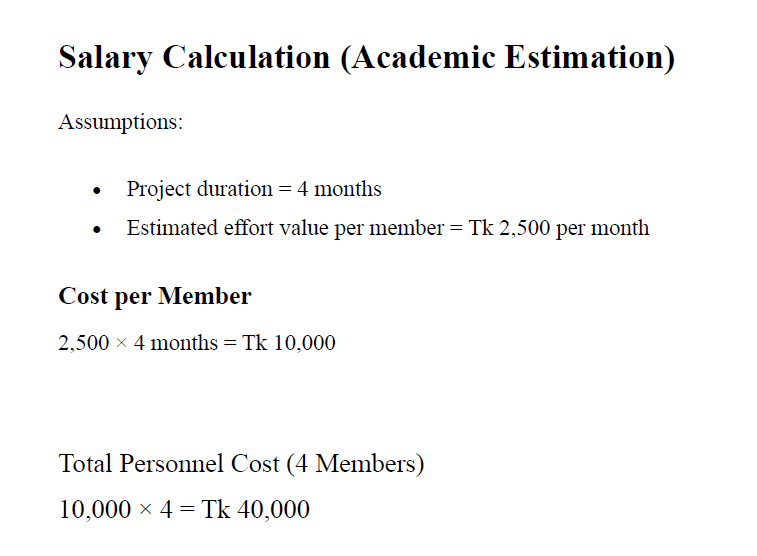 Salary Calculation (Academic Estimation)
Assumptions:
• Project duration = 4 months
• Estimated effort value per member = Tk 2,500 per month
Cost per Member
2,500 × 4 months = Tk 10,000
Total Personnel Cost (4 Members)
10,000 × 4 = Tk 40,000